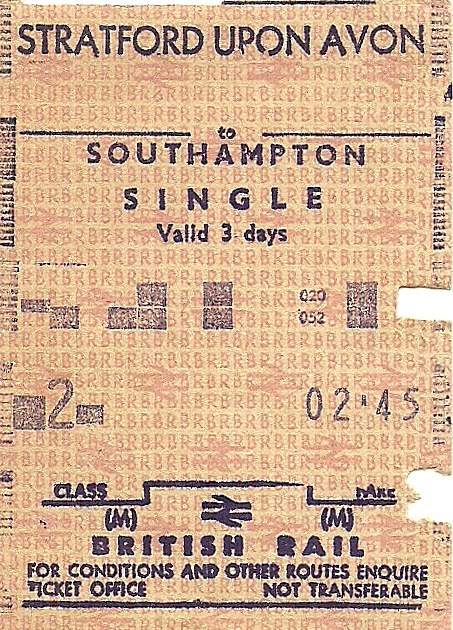 STRATFORD UPON AVON
to
SOUTHAMPTON
SINGLE
Valid 3 days
020
052
2 02·45
CLASS FARE
(M) (M)
BRITISH RAIL
FOR CONDITIONS AND OTHER ROUTES ENQUIRE
TICKET OFFICE NOT TRANSFERABLE